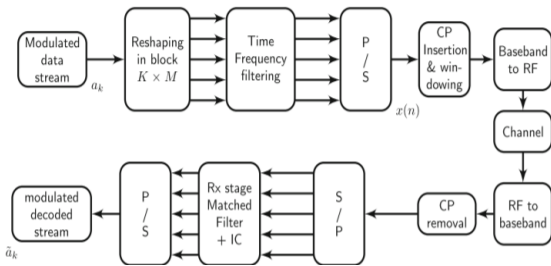 Modulated
data
stream
a_k
Reshaping
in block
K × M
Time
Frequency
filtering
P
/
S
x(n)
CP
Insertion
& win-
dowing
Baseband
to RF
Channel
RF to
baseband
CP
removal
S
/
P
Rx stage
Matched
Filter
+ IC
P
/
S
modulated
decoded
stream
ã_k